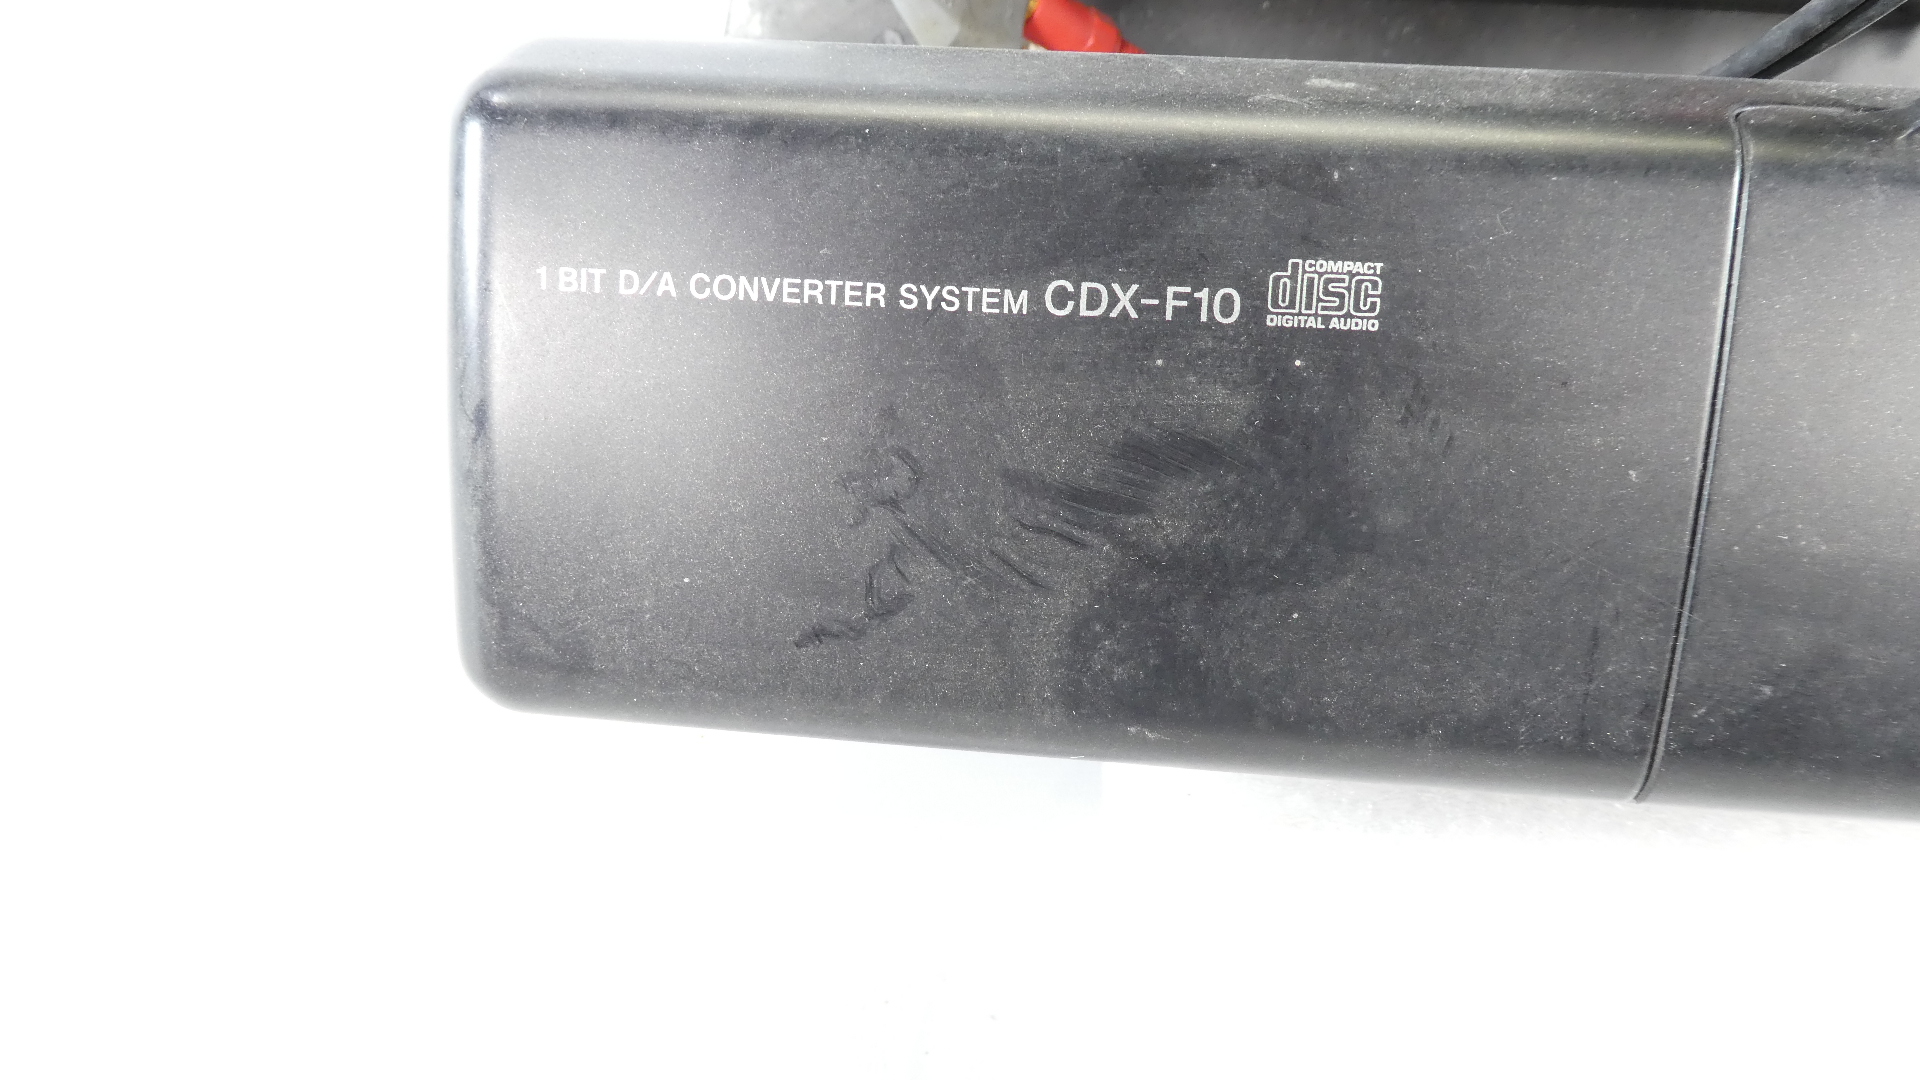 1 BIT D/A CONVERTER SYSTEM CDX-F10
COMPACT
disc
DIGITAL AUDIO